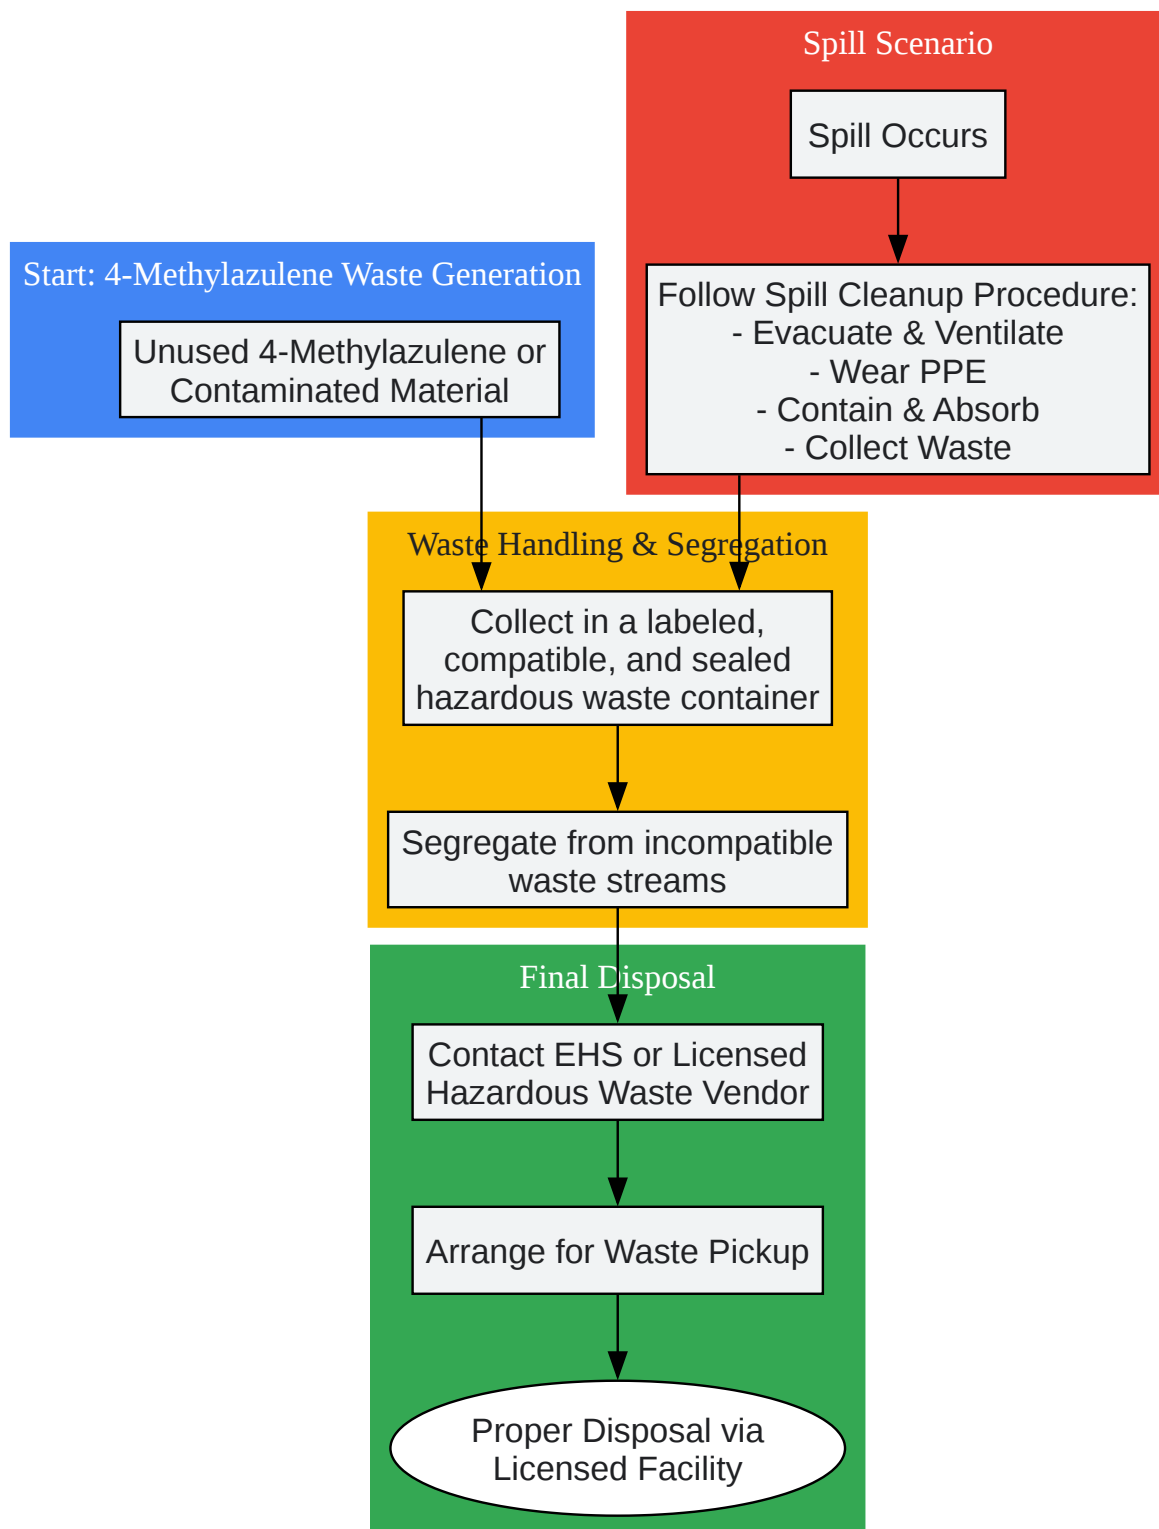 Spill Scenario
Spill Occurs
Start: 4-Methylazulene Waste Generation
Unused 4-Methylazulene or
Contaminated Material
Follow Spill Cleanup Procedure:
- Evacuate & Ventilate
- Wear PPE
- Contain & Absorb
- Collect Waste
Waste Handling & Segregation
Collect in a labeled,
compatible, and sealed
hazardous waste container
Segregate from incompatible
waste streams
Final Disposal
Contact EHS or Licensed
Hazardous Waste Vendor
Arrange for Waste Pickup
Proper Disposal via
Licensed Facility